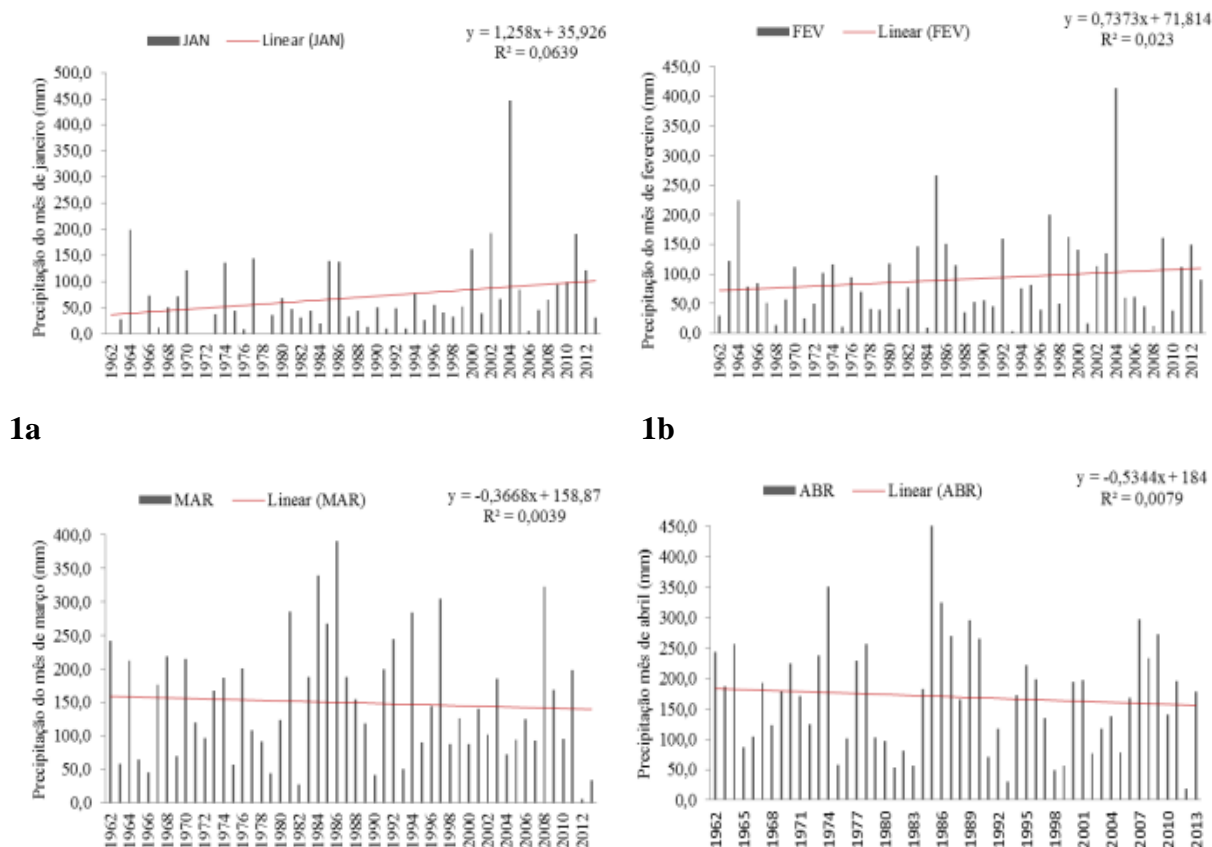 JAN Linear (JAN)
y = 1,258x + 35,926
R² = 0,0639
Precipitação do mês de janeiro (mm)
500,0
450,0
400,0
350,0
300,0
250,0
200,0
150,0
100,0
50,0
0,0
1962 1964 1966 1968 1970 1972 1974 1976 1978 1980 1982 1984 1986 1988 1990 1992 1994 1996 1998 2000 2002 2004 2006 2008 2010 2012
FEV Linear (FEV)
y = 0,7373x + 71,814
R² = 0,023
Precipitação do mês de fevereiro (mm)
450,0
400,0
350,0
300,0
250,0
200,0
150,0
100,0
50,0
0,0
1962 1964 1966 1968 1970 1972 1974 1976 1978 1980 1982 1984 1986 1988 1990 1992 1994 1996 1998 2000 2002 2004 2006 2008 2010 2012
1a
1b
MAR Linear (MAR)
y = -0,3668x + 158,87
R² = 0,0039
Precipitação do mês de março (mm)
400,0
350,0
300,0
250,0
200,0
150,0
100,0
50,0
0,0
1962 1964 1966 1968 1970 1972 1974 1976 1978 1980 1982 1984 1986 1988 1990 1992 1994 1996 1998 2000 2002 2004 2006 2008 2010 2012
ABR Linear (ABR)
y = -0,5344x + 184
R² = 0,0079
Precipitação mês de abril (mm)
450,0
400,0
350,0
300,0
250,0
200,0
150,0
100,0
50,0
0,0
1962 1965 1968 1971 1974 1977 1980 1983 1986 1989 1992 1995 1998 2001 2004 2007 2010 2013